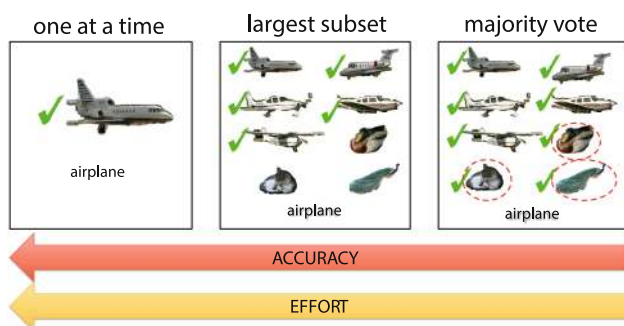 one at a time
largest subset
majority vote
airplane
airplane
airplane
ACCURACY
EFFORT